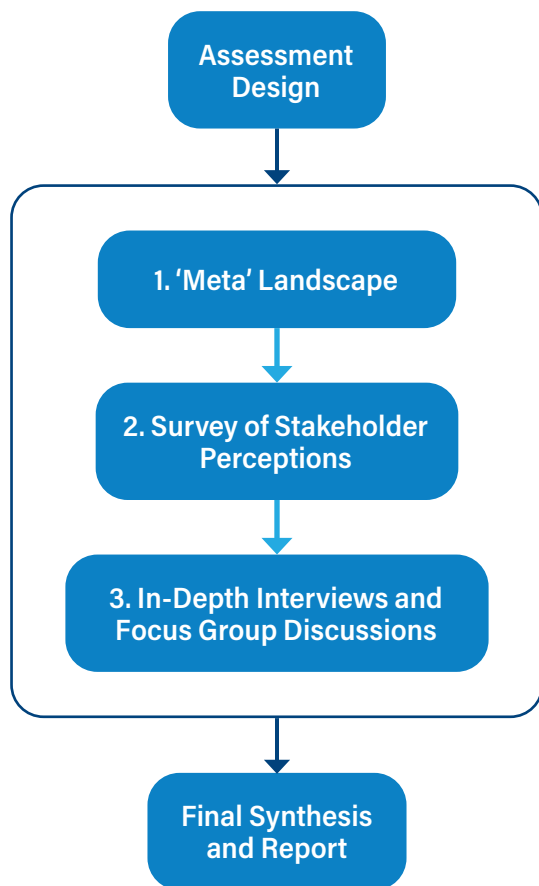 Assessment
Design
1. ‘Meta’ Landscape
2. Survey of Stakeholder
Perceptions
3. In-Depth Interviews and
Focus Group Discussions
Final Synthesis
and Report